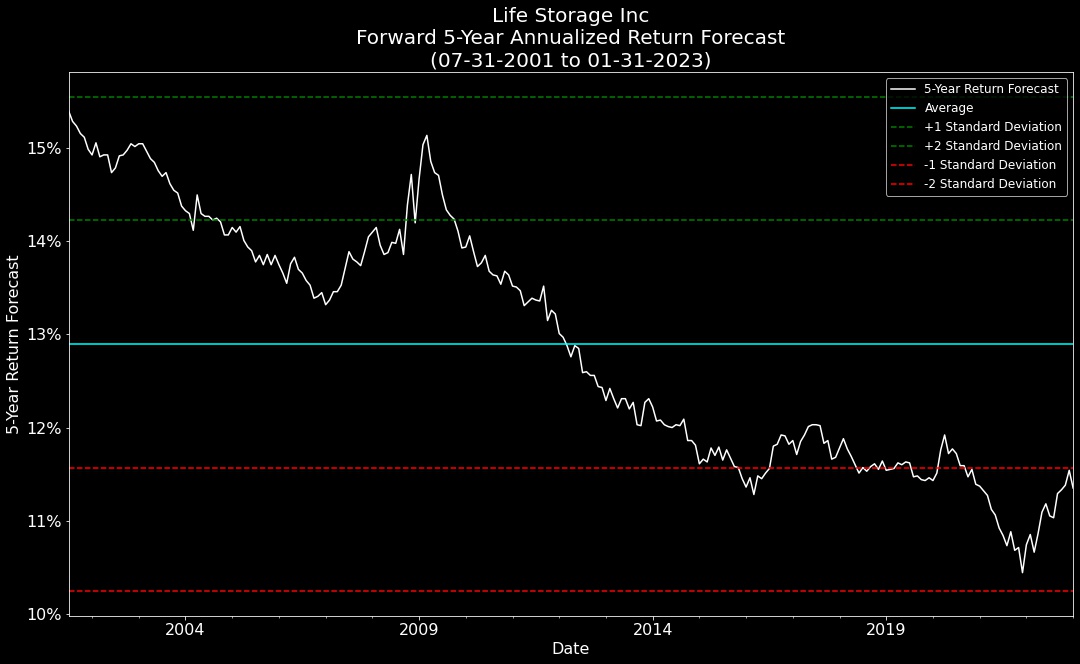 Life Storage Inc
Forward 5-Year Annualized Return Forecast
(07-31-2001 to 01-31-2023)
5-Year Return Forecast
Average
+1 Standard Deviation
+2 Standard Deviation
-1 Standard Deviation
-2 Standard Deviation
5-Year Return Forecast
15%
14%
13%
12%
11%
10%
2004 2009 2014 2019
Date